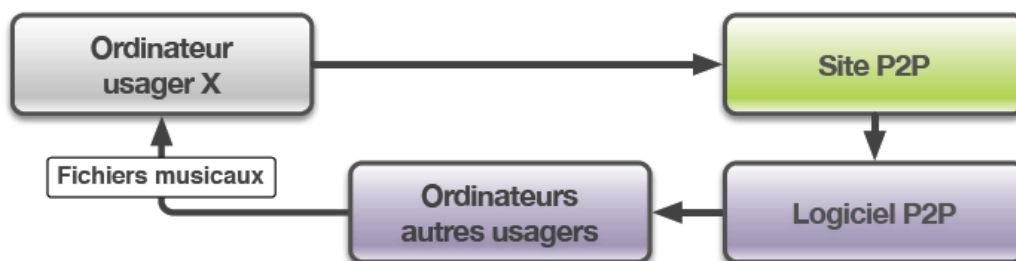 Ordinateur
usager X
Site P2P
Fichiers musicaux
Ordinateurs
autres usagers
Logiciel P2P